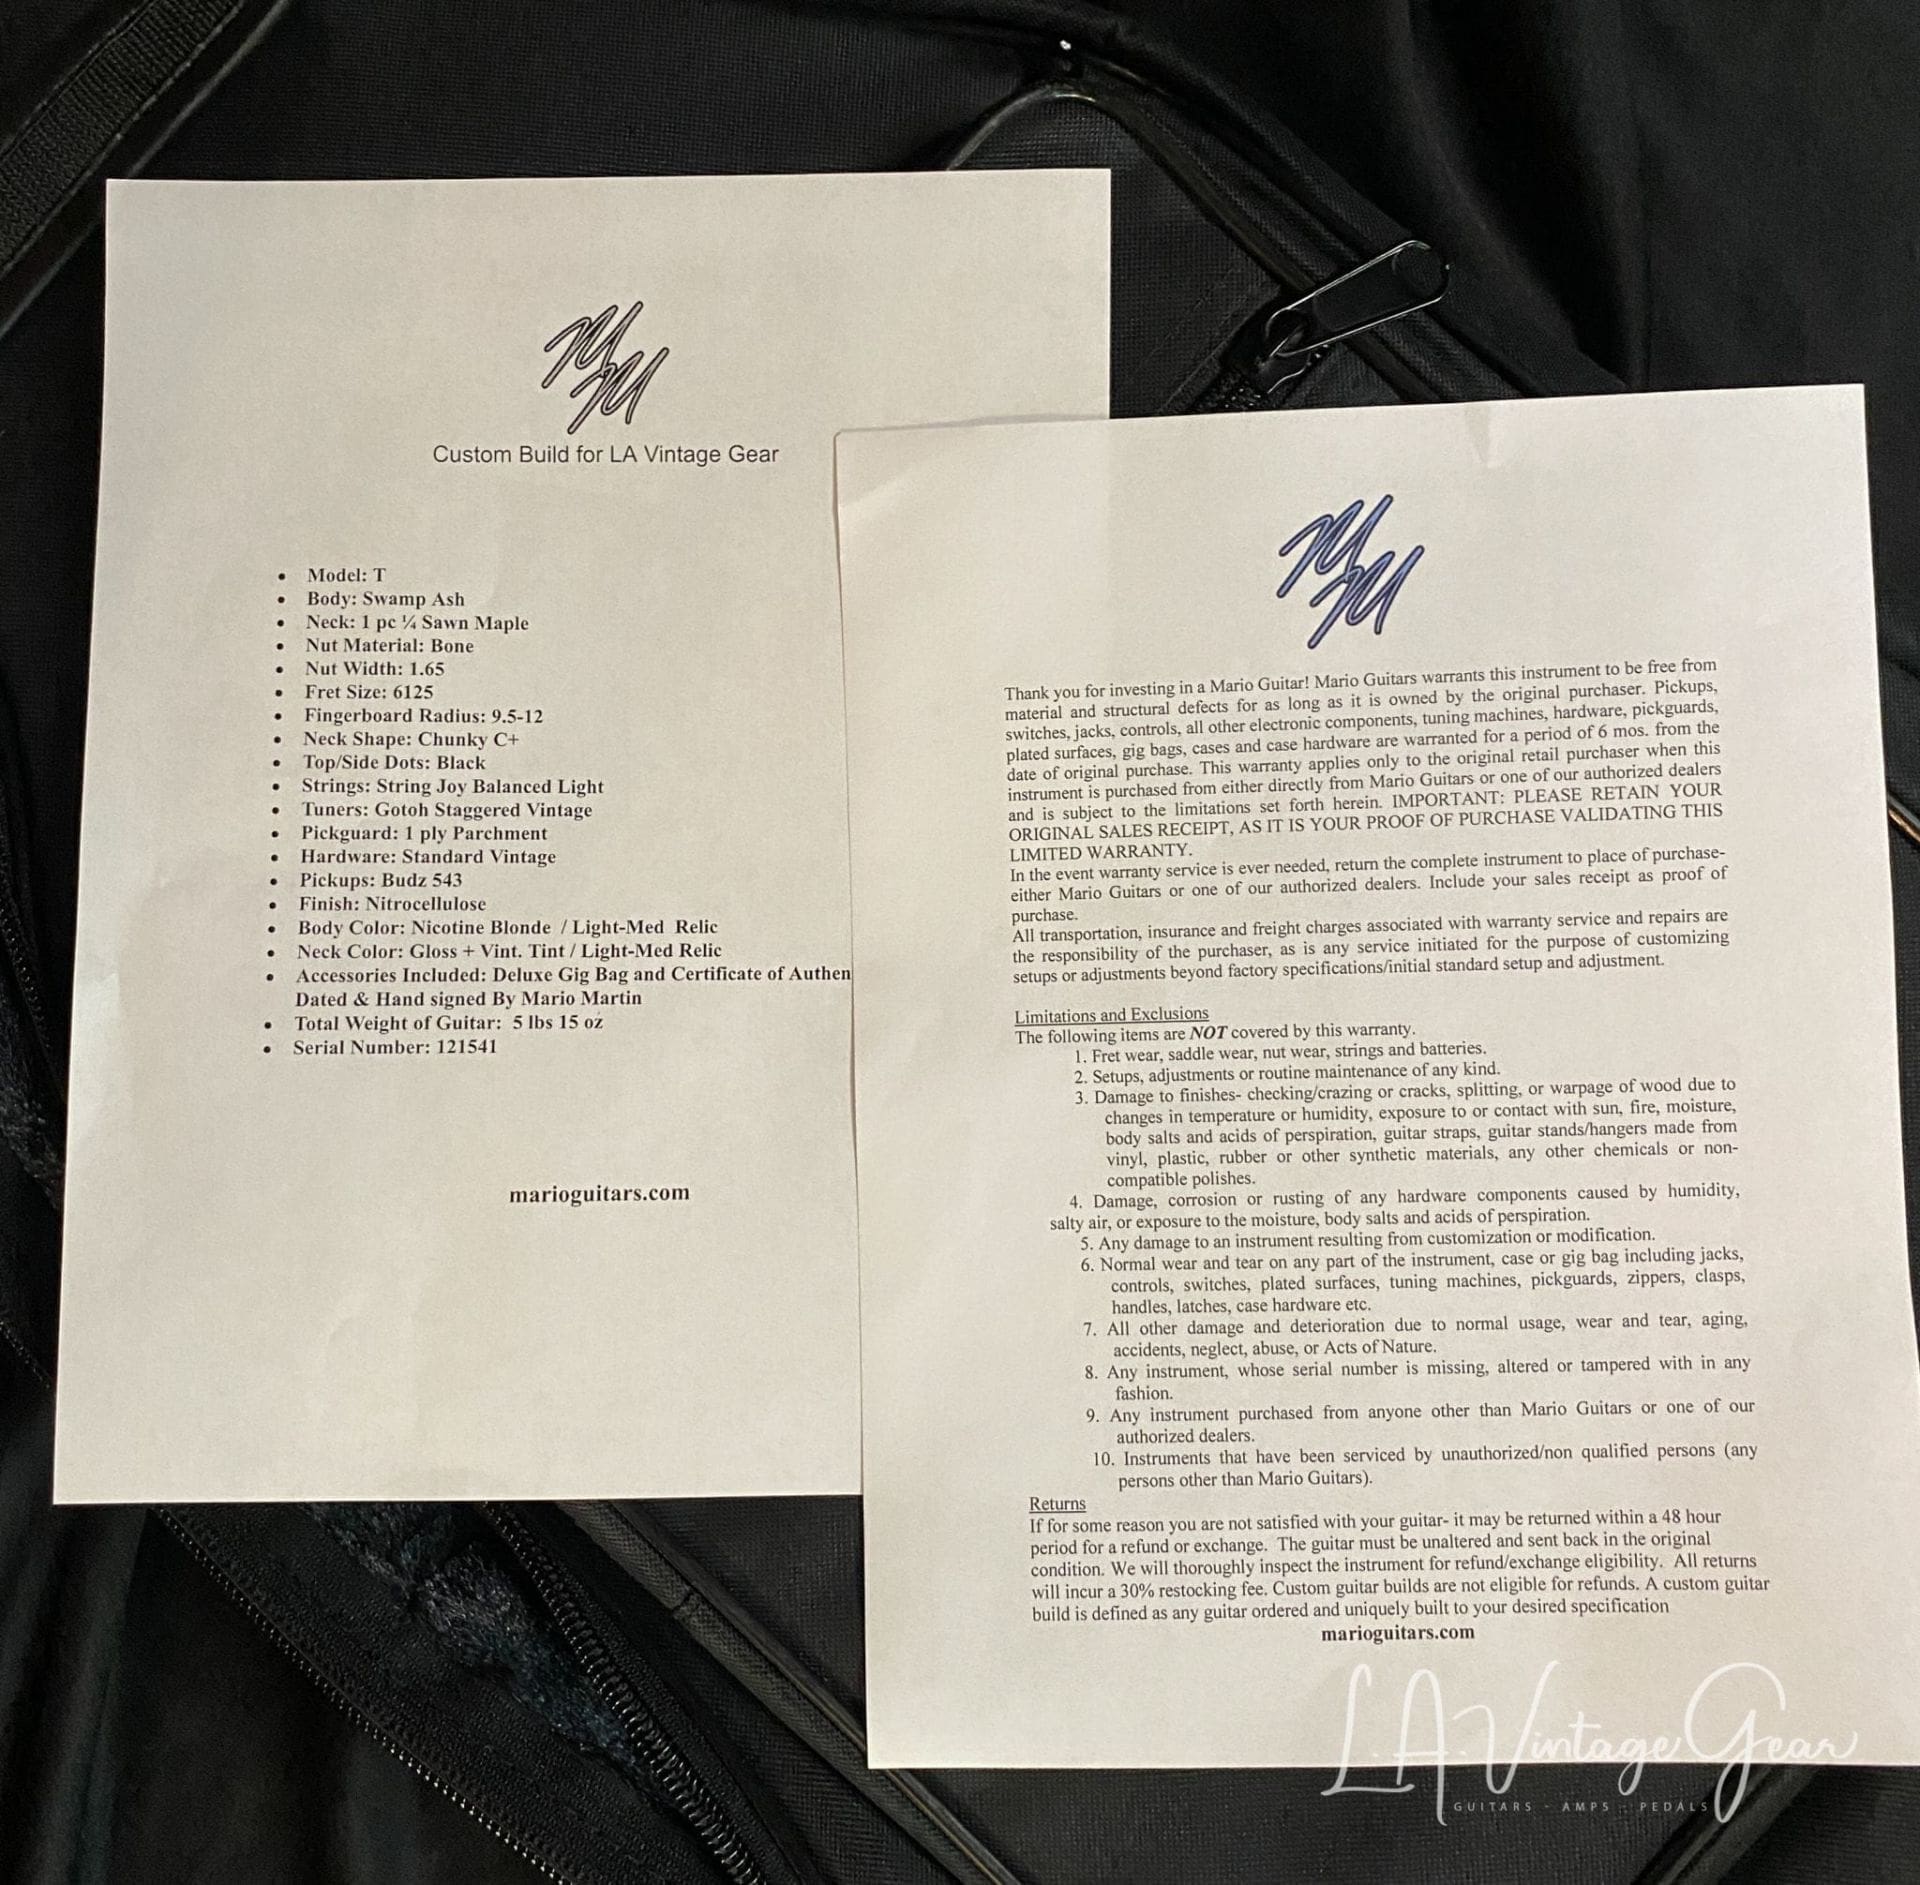 MM
Custom Build for LA Vintage Gear
• Model: T
• Body: Swamp Ash
• Neck: 1 pc ¼ Sawn Maple
• Nut Material: Bone
• Nut Width: 1.65
• Fret Size: 6125
• Fingerboard Radius: 9.5-12
• Neck Shape: Chunky C+
• Top/Side Dots: Black
• Strings: String Joy Balanced Light
• Tuners: Gotoh Staggered Vintage
• Pickguard: 1 ply Parchment
• Hardware: Standard Vintage
• Pickups: Budz 543
• Finish: Nitrocellulose
• Body Color: Nicotine Blonde / Light-Med Relic
• Neck Color: Gloss + Vint. Tint / Light-Med Relic
• Accessories Included: Deluxe Gig Bag and Certificate of Authen
Dated & Hand signed By Mario Martin
• Total Weight of Guitar: 5 lbs 15 oz
• Serial Number: 121541
marioguitars.com
MM
Thank you for investing in a Mario Guitar! Mario Guitars warrants this instrument to be free from
material and structural defects for as long as it is owned by the original purchaser. Pickups,
switches, jacks, controls, all other electronic components, tuning machines, hardware, pickguards,
plated surfaces, gig bags, cases and case hardware are warranted for a period of 6 mos. from the
date of original purchase. This warranty applies only to the original retail purchaser when this
instrument is purchased from either directly from Mario Guitars or one of our authorized dealers
and is subject to the limitations set forth herein. IMPORTANT: PLEASE RETAIN YOUR
ORIGINAL SALES RECEIPT, AS IT IS YOUR PROOF OF PURCHASE VALIDATING THIS
LIMITED WARRANTY.
In the event warranty service is ever needed, return the complete instrument to place of purchase-
either Mario Guitars or one of our authorized dealers. Include your sales receipt as proof of
purchase.
All transportation, insurance and freight charges associated with warranty service and repairs are
the responsibility of the purchaser, as is any service initiated for the purpose of customizing
setups or adjustments beyond factory specifications/initial standard setup and adjustment.
Limitations and Exclusions
The following items are NOT covered by this warranty.
1. Fret wear, saddle wear, nut wear, strings and batteries.
2. Setups, adjustments or routine maintenance of any kind.
3. Damage to finishes- checking/crazing or cracks, splitting, or warpage of wood due to
changes in temperature or humidity, exposure to or contact with sun, fire, moisture,
body salts and acids of perspiration, guitar straps, guitar stands/hangers made from
vinyl, plastic, rubber or other synthetic materials, any other chemicals or non-
compatible polishes.
4. Damage, corrosion or rusting of any hardware components caused by humidity,
salty air, or exposure to the moisture, body salts and acids of perspiration.
5. Any damage to an instrument resulting from customization or modification.
6. Normal wear and tear on any part of the instrument, case or gig bag including jacks,
controls, switches, plated surfaces, tuning machines, pickguards, zippers, clasps,
handles, latches, case hardware etc.
7. All other damage and deterioration due to normal usage, wear and tear, aging,
accidents, neglect, abuse, or Acts of Nature.
8. Any instrument, whose serial number is missing, altered or tampered with in any
fashion.
9. Any instrument purchased from anyone other than Mario Guitars or one of our
authorized dealers.
10. Instruments that have been serviced by unauthorized/non qualified persons (any
persons other than Mario Guitars).
Returns
If for some reason you are not satisfied with your guitar- it may be returned within a 48 hour
period for a refund or exchange. The guitar must be unaltered and sent back in the original
condition. We will thoroughly inspect the instrument for refund/exchange eligibility. All returns
will incur a 30% restocking fee. Custom guitar builds are not eligible for refunds. A custom guitar
build is defined as any guitar ordered and uniquely built to your desired specification
marioguitars.com
L.A. Vintage Gear
GUITARS - AMPS - PEDALS